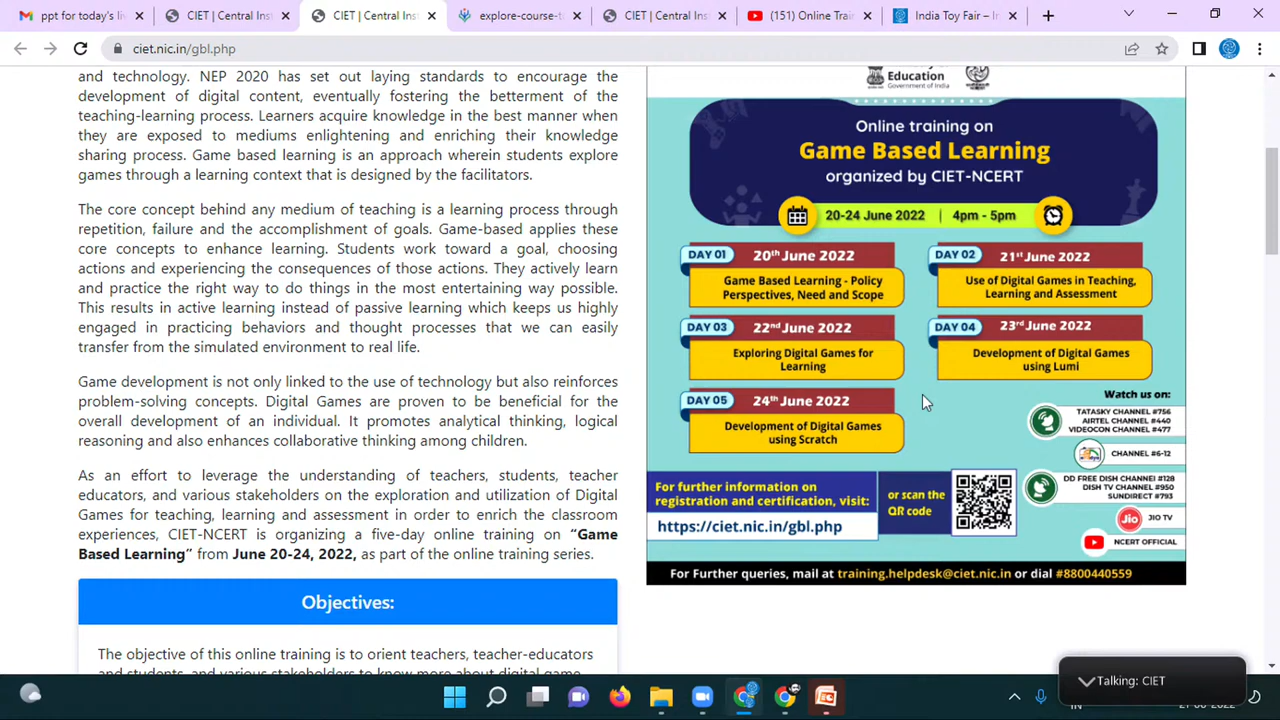 ppt for today's li
CIET | Central Inst
CIET | Central Inst
explore-course-t
CIET | Central Inst
(151) Online Trai
India Toy Fair – I
ciet.nic.in/gbl.php
and technology. NEP 2020 has set out laying standards to encourage the
development of digital content, eventually fostering the betterment of the
teaching-learning process. Learners acquire knowledge in the best manner when
they are exposed to mediums enlightening and enriching their knowledge
sharing process. Game based learning is an approach wherein students explore
games through a learning context that is designed by the facilitators.
The core concept behind any medium of teaching is a learning process through
repetition, failure and the accomplishment of goals. Game-based applies these
core concepts to enhance learning. Students work toward a goal, choosing
actions and experiencing the consequences of those actions. They actively learn
and practice the right way to do things in the most entertaining way possible.
This results in active learning instead of passive learning which keeps us highly
engaged in practicing behaviors and thought processes that we can easily
transfer from the simulated environment to real life.
Game development is not only linked to the use of technology but also reinforces
problem-solving concepts. Digital Games are proven to be beneficial for the
overall development of an individual. It promotes analytical thinking, logical
reasoning and also enhances collaborative thinking among children.
As an effort to leverage the understanding of teachers, students, teacher
educators, and various stakeholders on the exploration and utilization of Digital
Games for teaching, learning and assessment in order to enrich the classroom
experiences, CIET-NCERT is organizing a five-day online training on “Game
Based Learning” from June 20-24, 2022, as part of the online training series.
Objectives:
The objective of this online training is to orient teachers, teacher-educators
and students, and various stakeholders to know more about digital game
Education
Government of India
Online training on
Game Based Learning
organized by CIET-NCERT
20-24 June 2022 | 4pm - 5pm
DAY 01
20th June 2022
Game Based Learning - Policy
Perspectives, Need and Scope
DAY 02
21st June 2022
Use of Digital Games in Teaching,
Learning and Assessment
DAY 03
22nd June 2022
Exploring Digital Games for
Learning
DAY 04
23rd June 2022
Development of Digital Games
using Lumi
DAY 05
24th June 2022
Development of Digital Games
using Scratch
Watch us on:
TATASKY CHANNEL #756
AIRTEL CHANNEL #440
VIDEOCON CHANNEL #477
CHANNEL #6-12
DD FREE DISH CHANNEl #128
DISH TV CHANNEL #950
SUNDIRECT #793
Jio
JIO TV
NCERT OFFICIAL
For further information on
registration and certification, visit:
https://ciet.nic.in/gbl.php
or scan the
QR code
For Further queries, mail at training.helpdesk@ciet.nic.in or dial #8800440559
Talking: CIET
IN